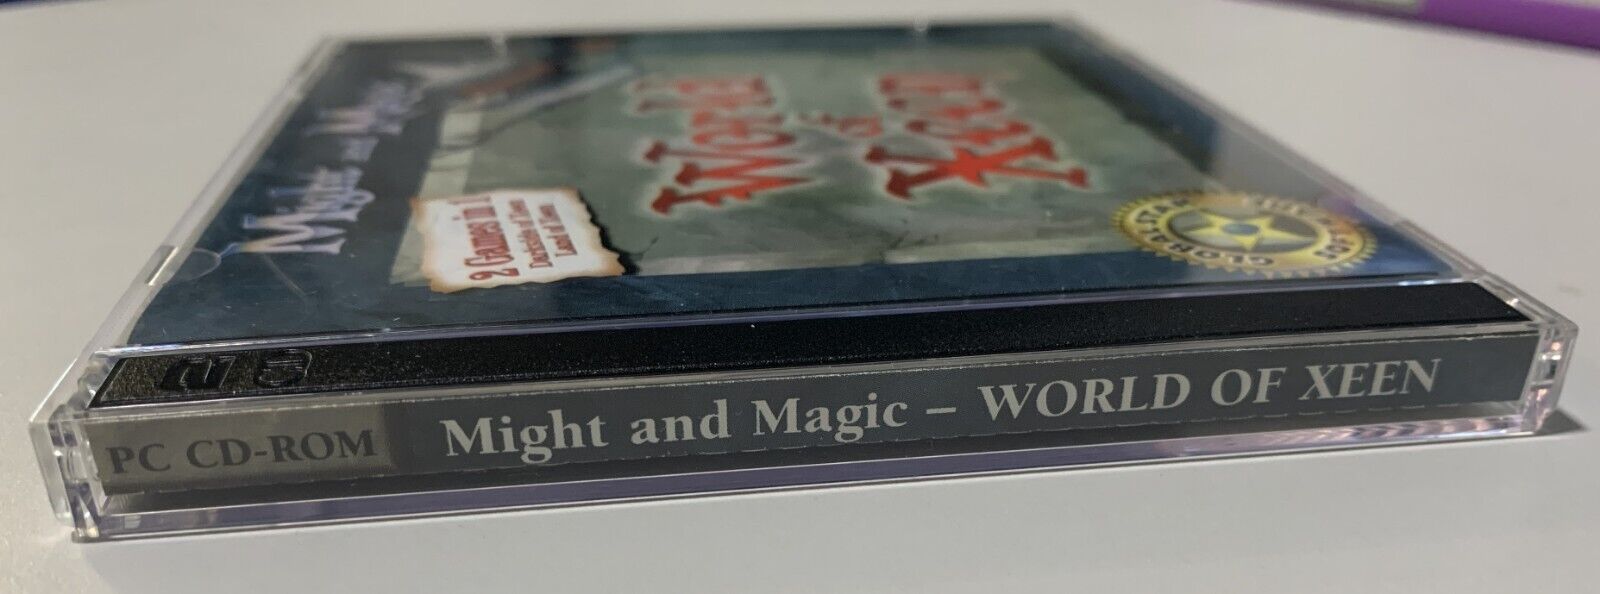 Might and Magic
World
of
Xeen
2 Games in 1
Darkside of Xeen
Land of Xeen
PC CD-ROM
Might and Magic – WORLD OF XEEN